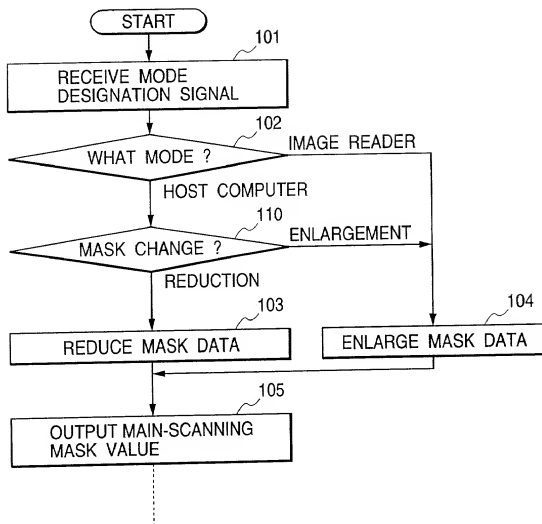 START
101
RECEIVE MODE
DESIGNATION SIGNAL
102
WHAT MODE ?
IMAGE READER
HOST COMPUTER
110
MASK CHANGE ?
ENLARGEMENT
REDUCTION
103
REDUCE MASK DATA
104
ENLARGE MASK DATA
105
OUTPUT MAIN-SCANNING
MASK VALUE